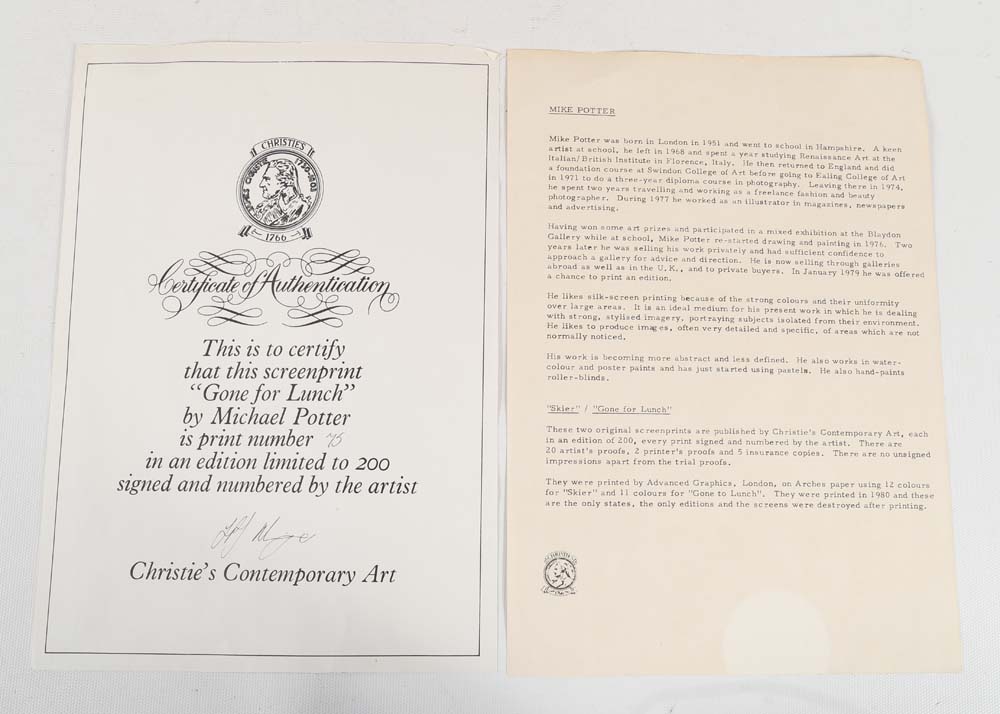 CHRISTIES
JAMES CHRISTIE 1730-1803
1766
Certificate of Authentication
This is to certify
that this screenprint
“Gone for Lunch”
by Michael Potter
is print number 75
in an edition limited to 200
signed and numbered by the artist
Christie's Contemporary Art
MIKE POTTER
Mike Potter was born in London in 1951 and went to school in Hampshire. A keen
artist at school, he left in 1968 and spent a year studying Renaissance Art at the
Italian/British Institute in Florence, Italy. He then returned to England and did
a foundation course at Swindon College of Art before going to Ealing College of Art
in 1971 to do a three-year diploma course in photography. Leaving there in 1974,
he spent two years travelling and working as a freelance fashion and beauty
photographer. During 1977 he worked as an illustrator in magazines, newspapers
and advertising.
Having won some art prizes and participated in a mixed exhibition at the Blaydon
Gallery while at school, Mike Potter re-started drawing and painting in 1976. Two
years later he was selling his work privately and had sufficient confidence to
approach a gallery for advice and direction. He is now selling through galleries
abroad as well as in the U.K., and to private buyers. In January 1979 he was offered
a chance to print an edition.
He likes silk-screen printing because of the strong colours and their uniformity
over large areas. It is an ideal medium for his present work in which he is dealing
with strong, stylised imagery, portraying subjects isolated from their environment.
He likes to produce images, often very detailed and specific, of areas which are not
normally noticed.
His work is becoming more abstract and less defined. He also works in water-
colour and poster paints and has just started using pastels. He also hand-paints
roller-blinds.
"Skier" / "Gone for Lunch"
These two original screenprints are published by Christie's Contemporary Art, each
in an edition of 200, every print signed and numbered by the artist. There are
20 artist's proofs, 2 printer's proofs and 5 insurance copies. There are no unsigned
impressions apart from the trial proofs.
They were printed by Advanced Graphics, London, on Arches paper using 12 colours
for "Skier" and 11 colours for "Gone to Lunch". They were printed in 1980 and these
are the only states, the only editions and the screens were destroyed after printing.